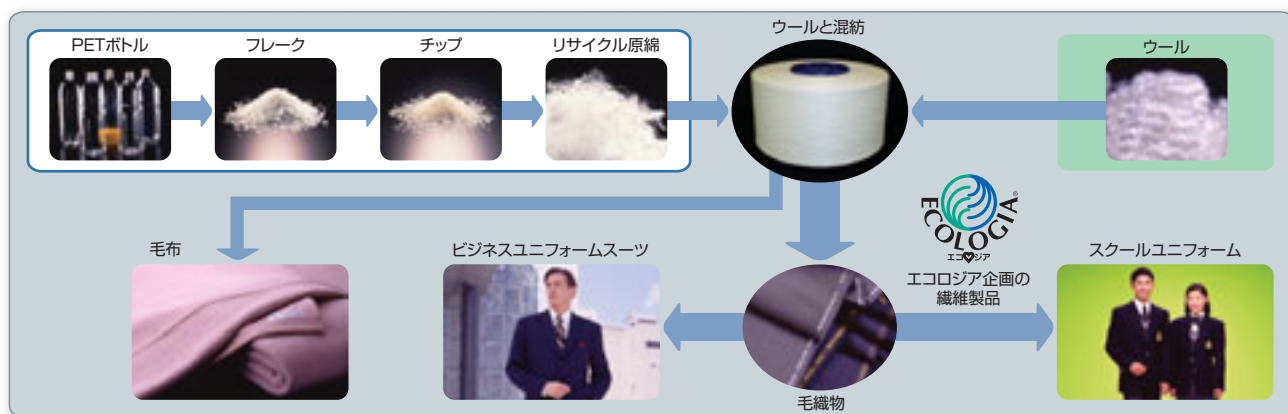 PETボトル
フレーク
チップ
リサイクル原綿
ウールと混紡
ウール
ECOLOGIA®
エコロジア
エコロジア企画の
繊維製品
毛布
ビジネスユニフォームスーツ
スクールユニフォーム
毛織物